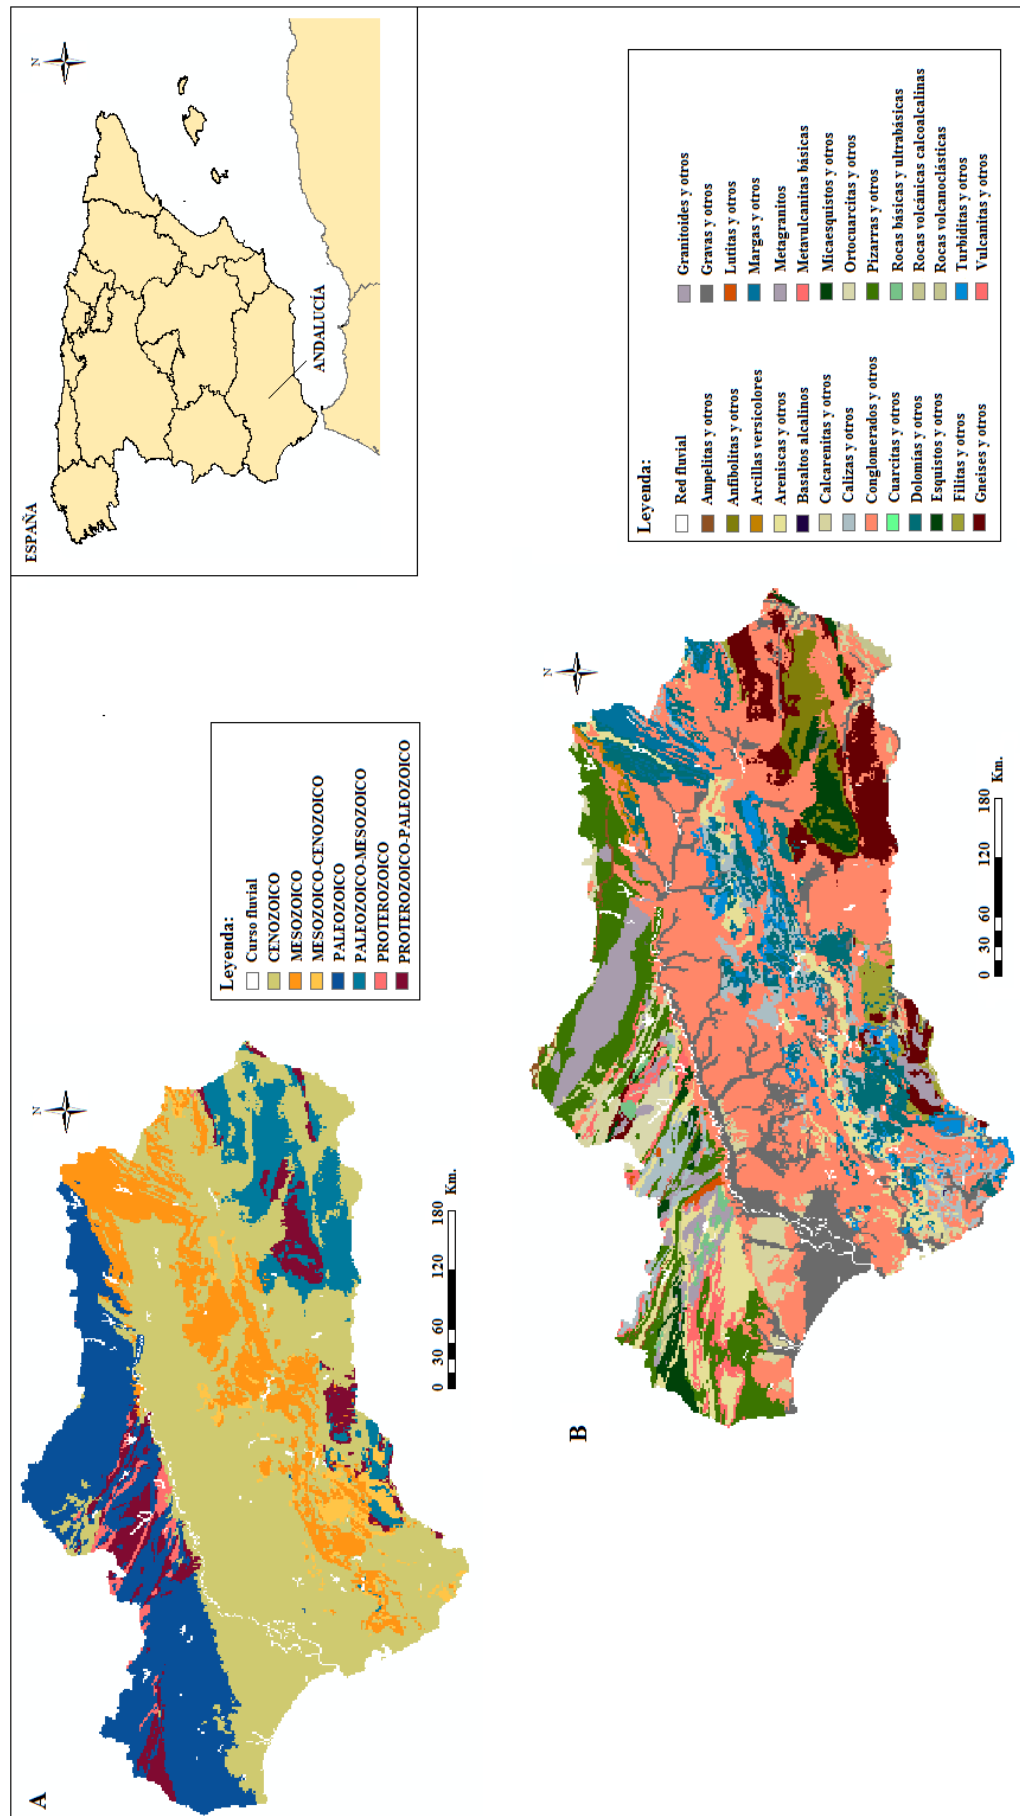 A
N
Leyenda:
Curso fluvial
CENOZOICO
MESOZOICO
MESOZOICO-CENOZOICO
PALEOZOICO
PALEOZOICO-MESOZOICO
PROTEROZOICO
PROTEROZOICO-PALEOZOICO
0 30 60 120 180
Km.
ESPAÑA
N
ANDALUCÍA
B
N
0 30 60 120 180
Km.
Leyenda:
Red fluvial
Ampelitas y otros
Anfibolitas y otros
Arcillas versicolores
Areniscas y otros
Basaltos alcalinos
Calcarenitas y otros
Calizas y otros
Conglomerados y otros
Cuarcitas y otros
Dolomías y otros
Esquistos y otros
Filitas y otros
Gneises y otros
Granitoides y otros
Gravas y otros
Lutitas y otros
Margas y otros
Metagranitos
Metavulcanitas básicas
Micaesquistos y otros
Ortocuarcitas y otros
Pizarras y otros
Rocas básicas y ultrabásicas
Rocas volcánicas calcoalcalinas
Rocas volcanoclásticas
Turbiditas y otros
Vulcanitas y otros